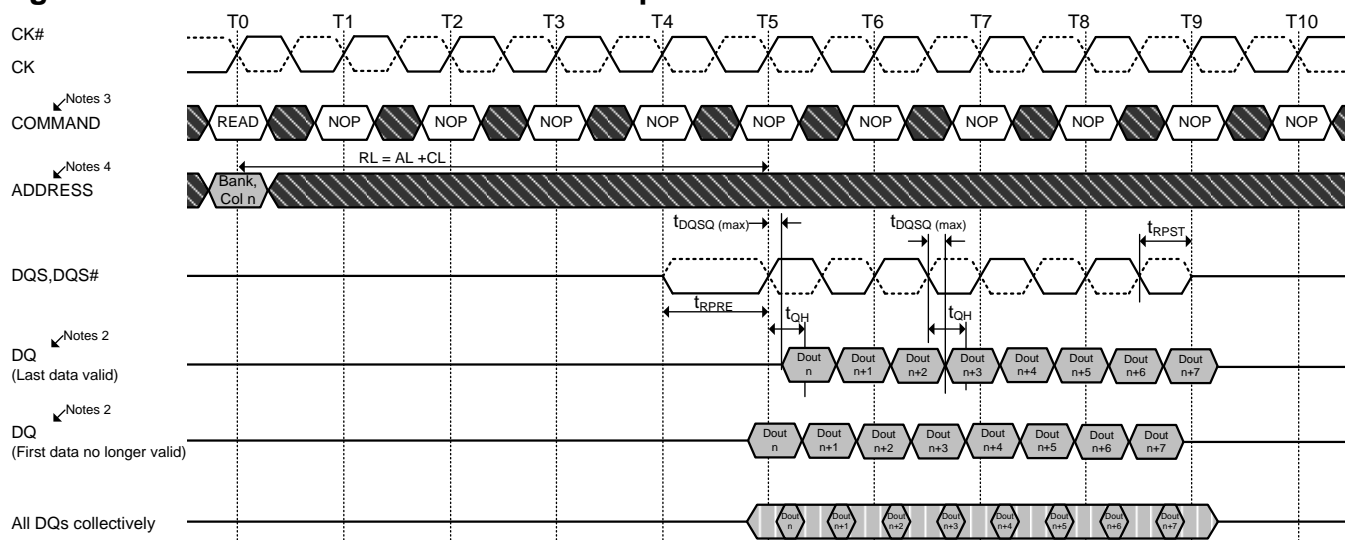 T0 T1 T2 T3 T4 T5 T6 T7 T8 T9 T10
CK#
CK
Notes 3
COMMAND READ NOP NOP NOP NOP NOP NOP NOP NOP NOP NOP
RL = AL +CL
Notes 4
ADDRESS
Bank,
Col n
tDQSQ (max) tDQSQ (max) tRPST
DQS,DQS#
tRPRE tQH tQH
Notes 2
DQ
(Last data valid)
Dout Dout Dout Dout Dout Dout Dout Dout
n n+1 n+2 n+3 n+4 n+5 n+6 n+7
Notes 2
DQ
(First data no longer valid)
Dout Dout Dout Dout Dout Dout Dout Dout
n n+1 n+2 n+3 n+4 n+5 n+6 n+7
All DQs collectively
Dout Dout Dout Dout Dout Dout Dout Dout
n n+1 n+2 n+3 n+4 n+5 n+6 n+7